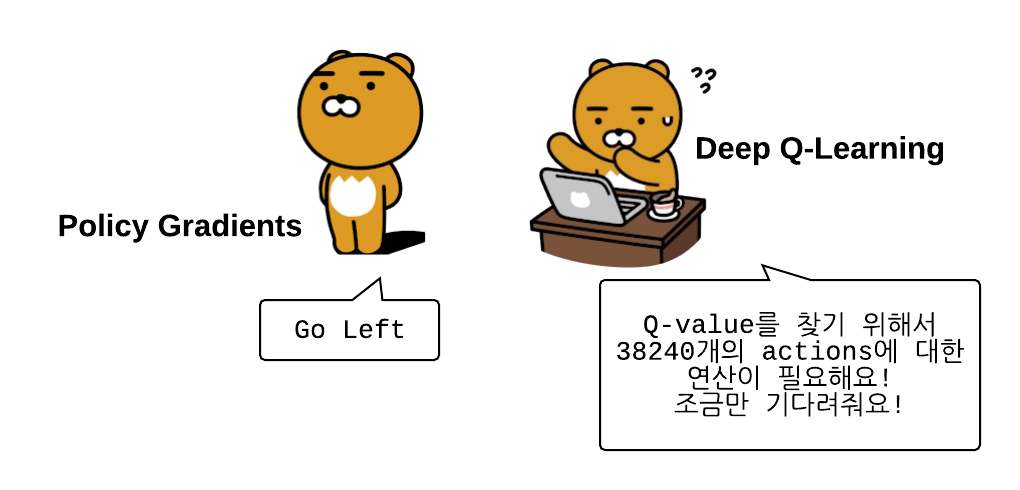 Policy Gradients
Go Left
Deep Q-Learning
Q-value를 찾기 위해서
38240개의 actions에 대한
연산이 필요해요!
조금만 기다려줘요!